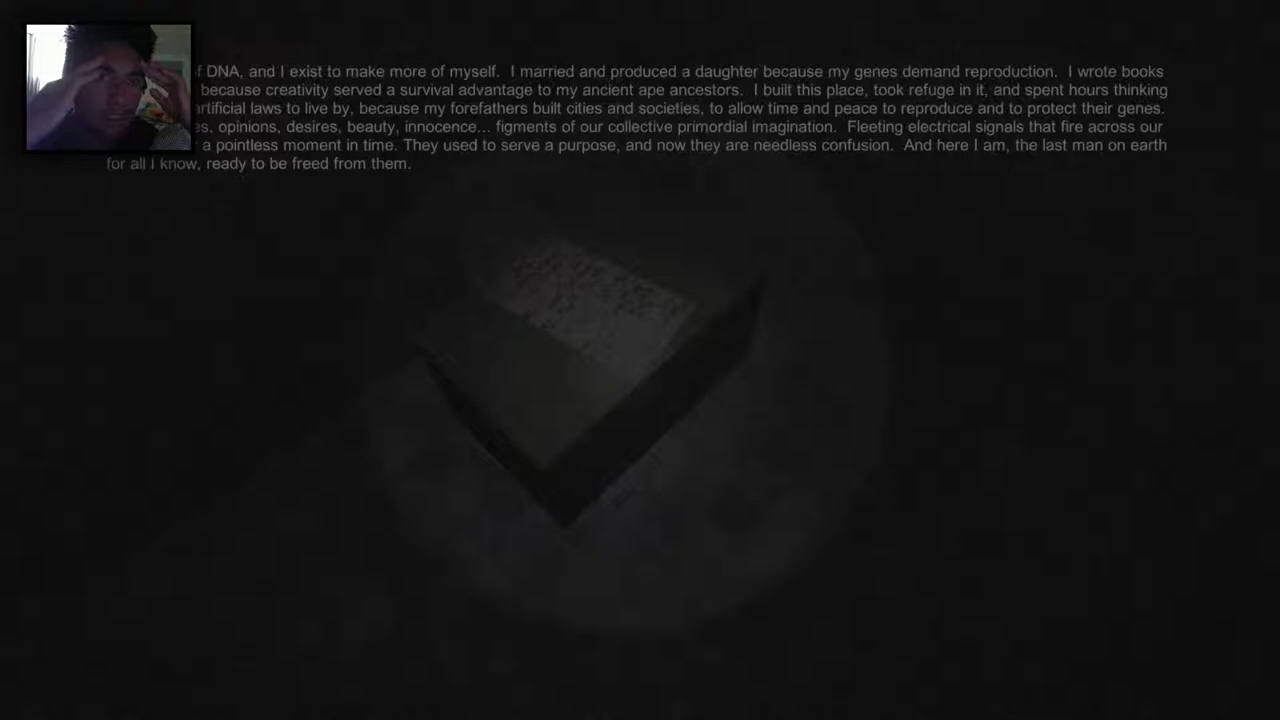 f DNA, and I exist to make more of myself.  I married and produced a daughter because my genes demand reproduction.  I wrote books
because creativity served a survival advantage to my ancient ape ancestors.  I built this place, took refuge in it, and spent hours thinking
artificial laws to live by, because my forefathers built cities and societies, to allow time and peace to reproduce and to protect their genes.
es, opinions, desires, beauty, innocence... figments of our collective primordial imagination.  Fleeting electrical signals that fire across our
a pointless moment in time. They used to serve a purpose, and now they are needless confusion.  And here I am, the last man on earth
for all I know, ready to be freed from them.